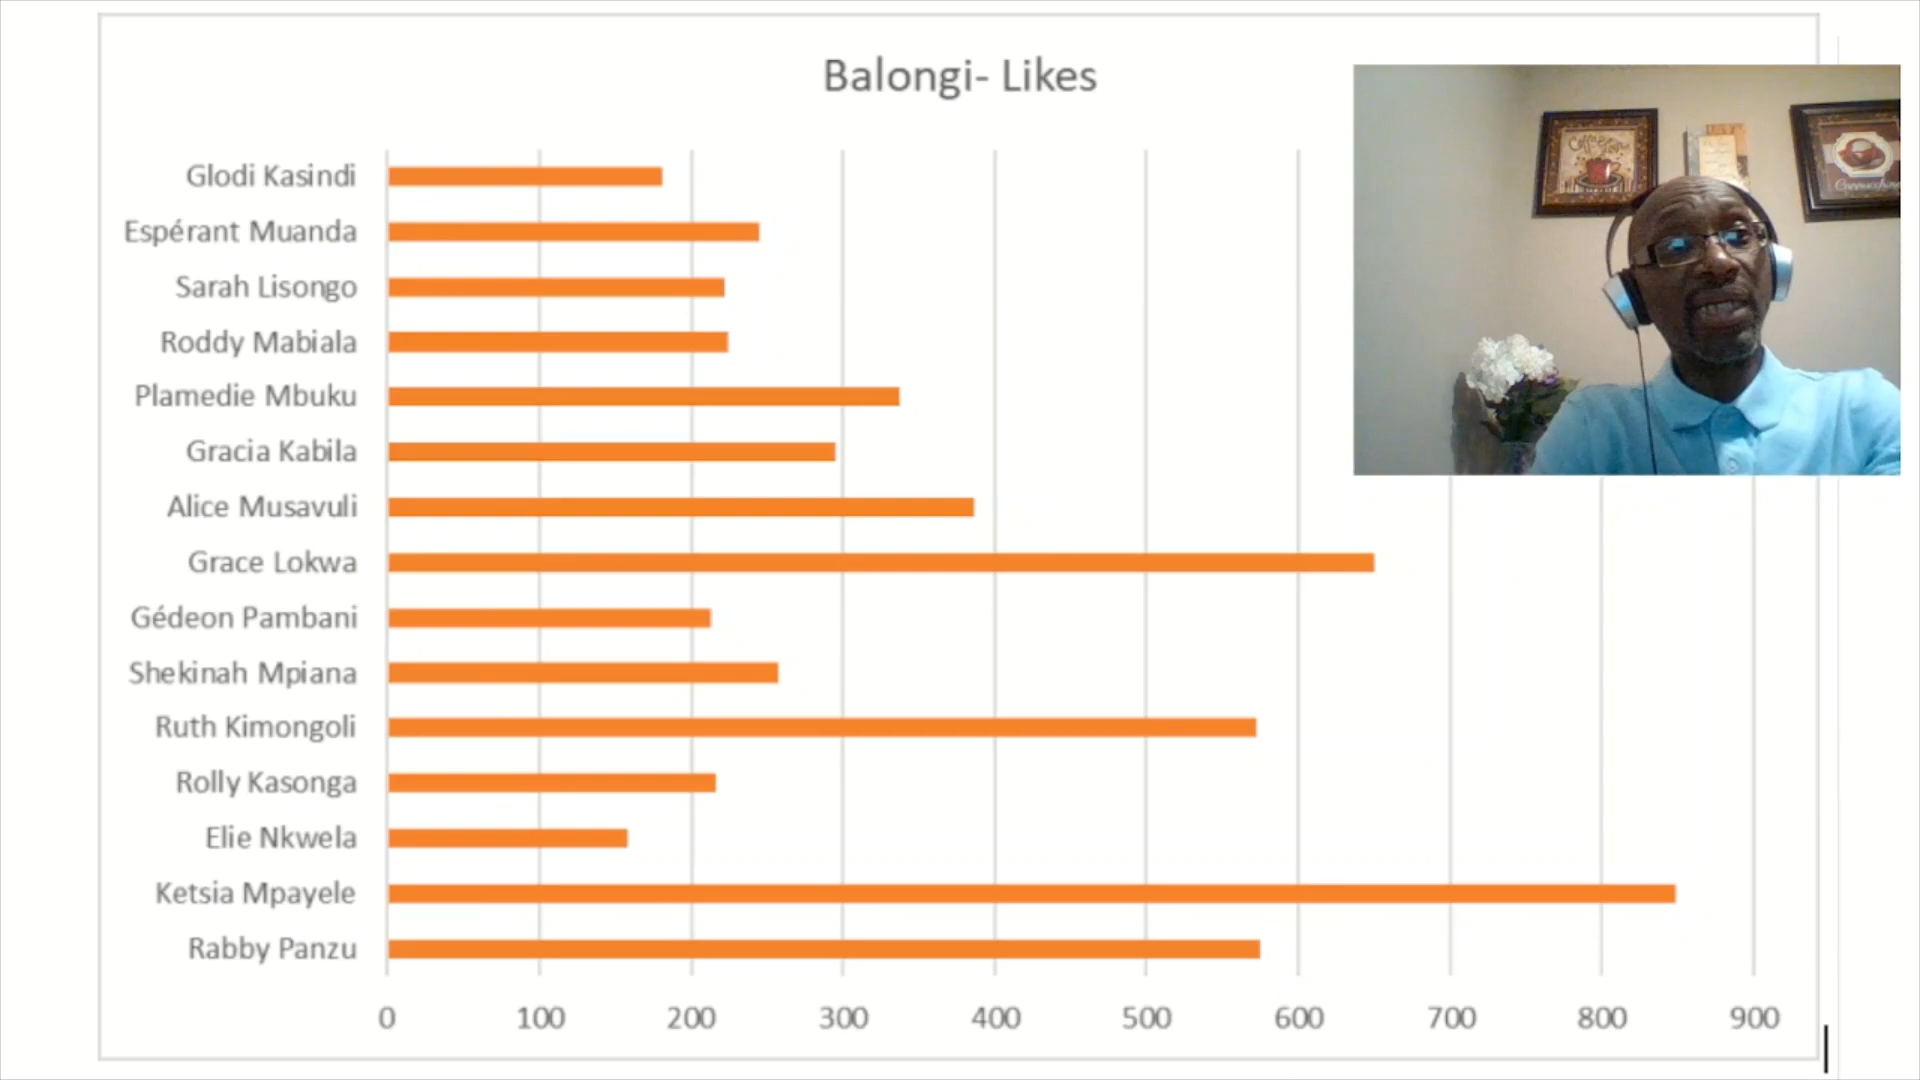 Balongi- Likes
Glodi Kasindi
Espérant Muanda
Sarah Lisongo
Roddy Mabiala
Plamedie Mbuku
Gracia Kabila
Alice Musavuli
Grace Lokwa
Gédeon Pambani
Shekinah Mpiana
Ruth Kimongoli
Rolly Kasonga
Elie Nkwela
Ketsia Mpayele
Rabby Panzu
0 100 200 300 400 500 600 700 800 900